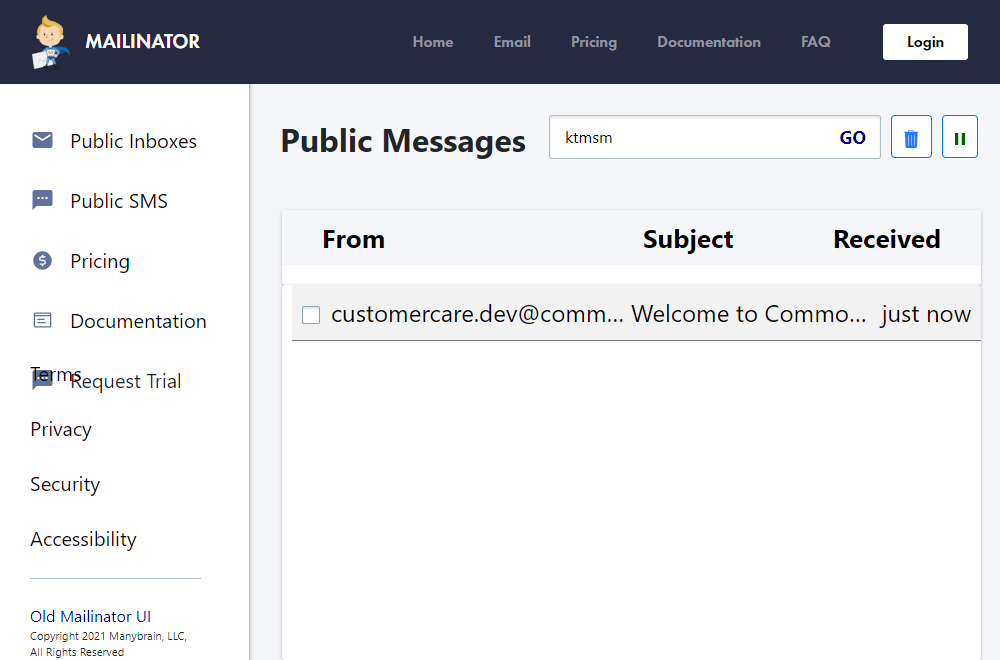 MAILINATOR
Home Email Pricing Documentation FAQ Login
Public Inboxes
Public SMS
Pricing
Documentation
Terms
Request Trial
Privacy
Security
Accessibility
Old Mailinator UI
Copyright 2021 Manybrain, LLC,
All Rights Reserved
Public Messages ktmsm GO
From Subject Received
customercare.dev@comm... Welcome to Commo... just now